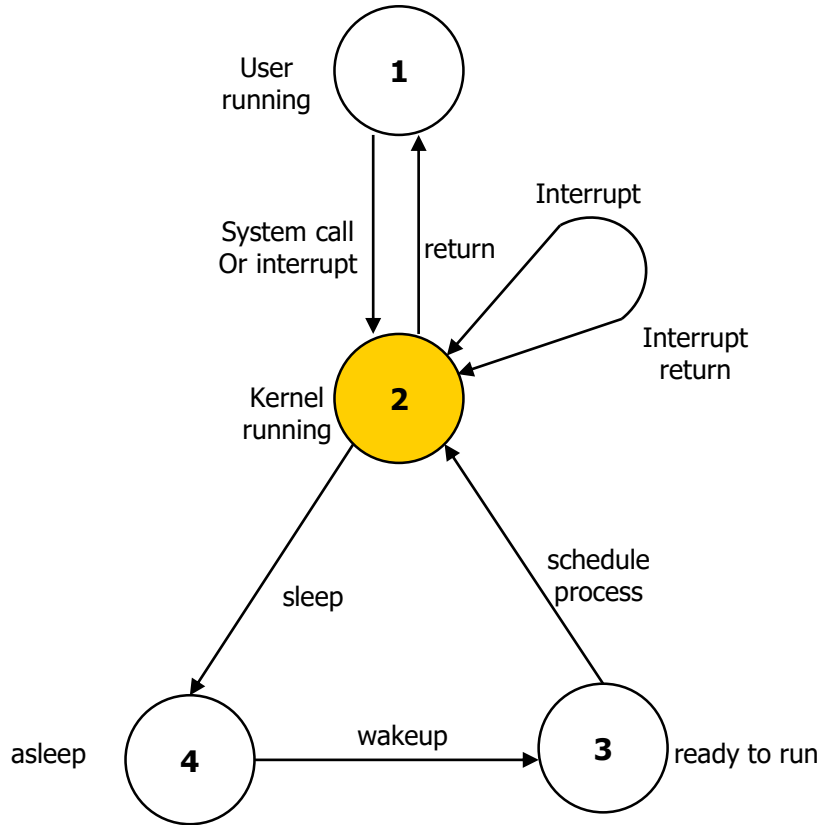 1
User
running
System call
Or interrupt
return
Interrupt
Interrupt
return
2
Kernel
running
schedule
process
sleep
wakeup
asleep
4
3
ready to run